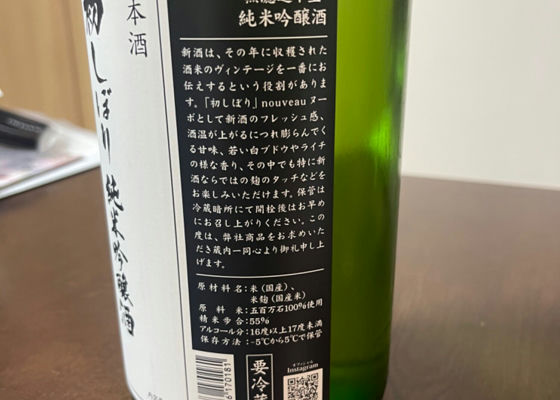 本酒
初しぼり 純米吟醸酒
純米吟醸酒
新酒は、その年に収穫された
酒米のヴィンテージを一番にお
伝えするという役割がありま
す。「初しぼり」nouveau ヌー
ボとして新酒のフレッシュ感、
酒温が上がるにつれ膨らんでく
る甘味、若い白ブドウやライチ
の様な香り、その中でも特に新
酒ならではの麹のタッチなどを
お楽しみいただけます。保管は
冷蔵暗所にて開栓後はお早め
にお召し上がりください。この
度は、弊社商品をお求めいた
だき蔵内一同心より御礼申し上
げます。
原材料名：米（国産）、
米麹（国産米）
原料米：五百万石100%使用
精米歩合：55%
アルコール分：16度以上17度未満
保存方法：-5℃から5℃で保管
要冷蔵
オフィシャル
Instagram
6170181